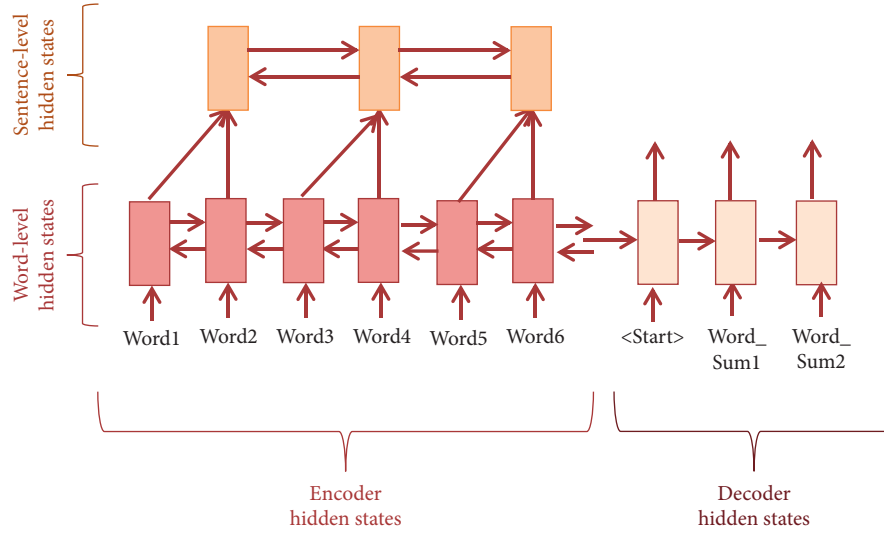 Sentence-level
hidden states
Word-level
hidden states
Word1 Word2 Word3 Word4 Word5 Word6 <Start> Word_ Word_
Sum1 Sum2
Encoder
hidden states
Decoder
hidden states